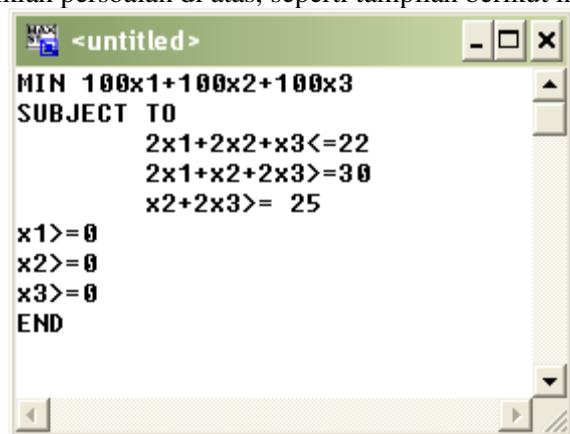 <untitled>
MIN 100x1+100x2+100x3
SUBJECT TO
2x1+2x2+x3<=22
2x1+x2+2x3>=30
x2+2x3>= 25
x1>=0
x2>=0
x3>=0
END